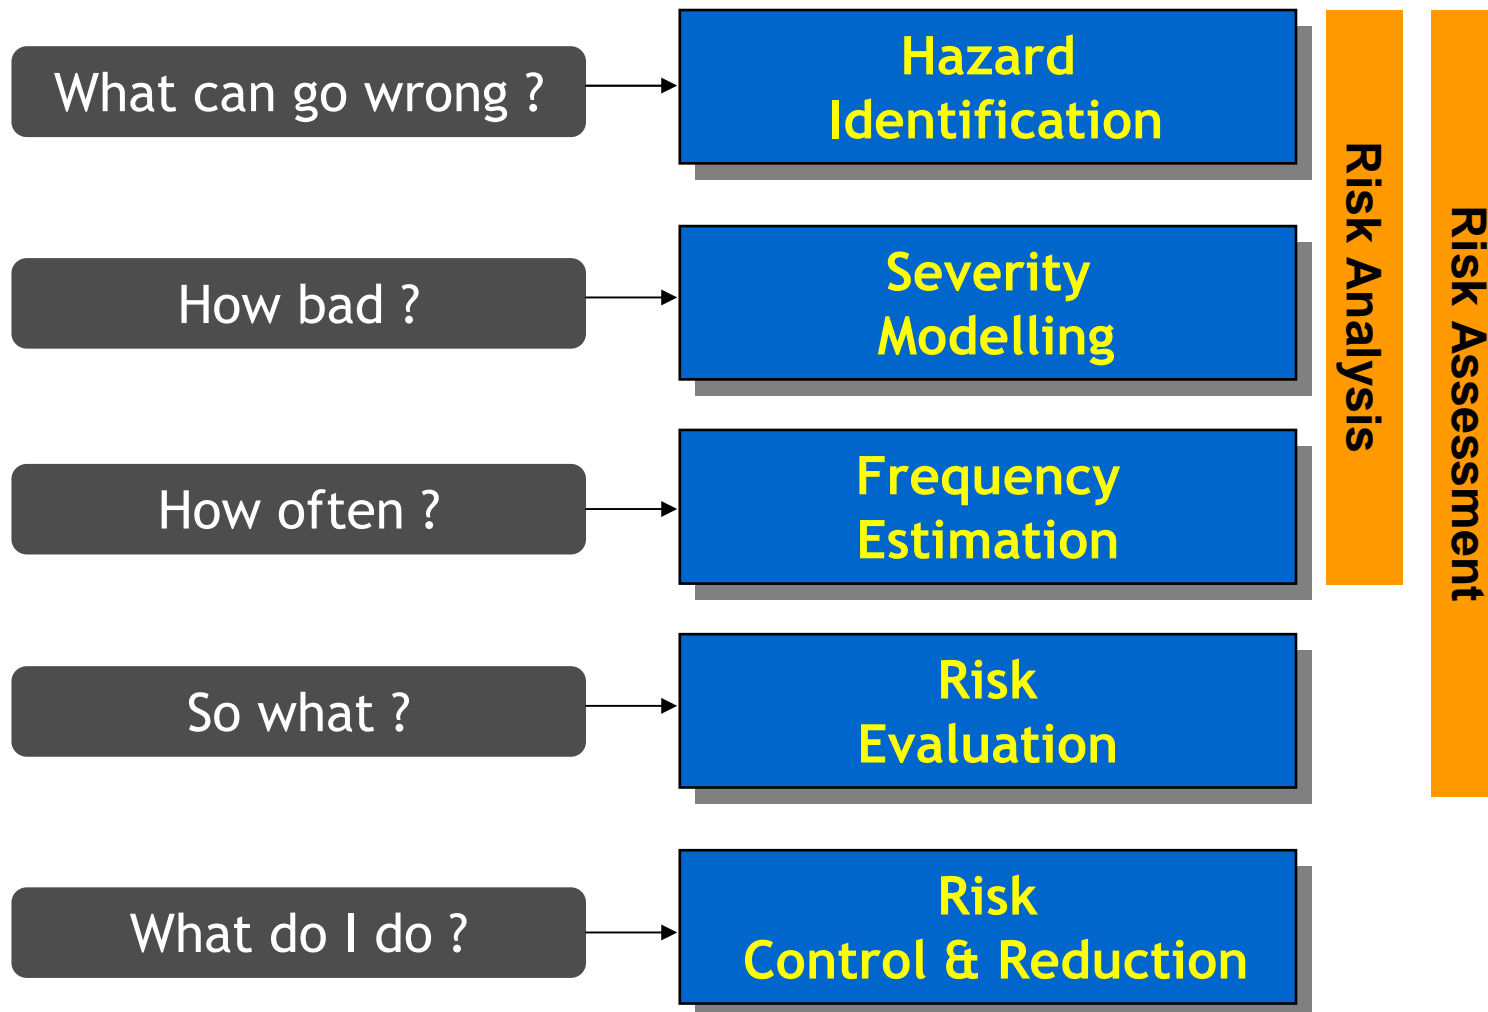 What can go wrong ?
Hazard
Identification
How bad ?
Severity
Modelling
How often ?
Frequency
Estimation
So what ?
Risk
Evaluation
What do I do ?
Risk
Control & Reduction
Risk Analysis
Risk Assessment